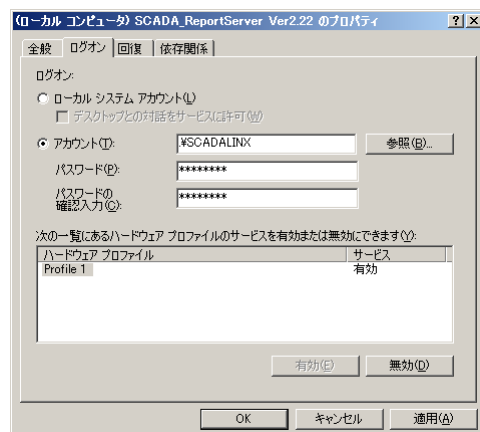 (ローカル コンピュータ) SCADA_ReportServer Ver2.22 のプロパティ
全般 ログオン 回復 依存関係
ログオン:
ローカル システム アカウント(L)
デスクトップとの対話をサービスに許可(W)
アカウント(T): .¥SCADALINX 参照(B)...
パスワード(P): ********
パスワードの
確認入力(C): ********
次の一覧にあるハードウェア プロファイルのサービスを有効または無効にできます(Y):
ハードウェア プロファイル サービス
Profile 1 有効
有効(E) 無効(D)
OK キャンセル 適用(A)